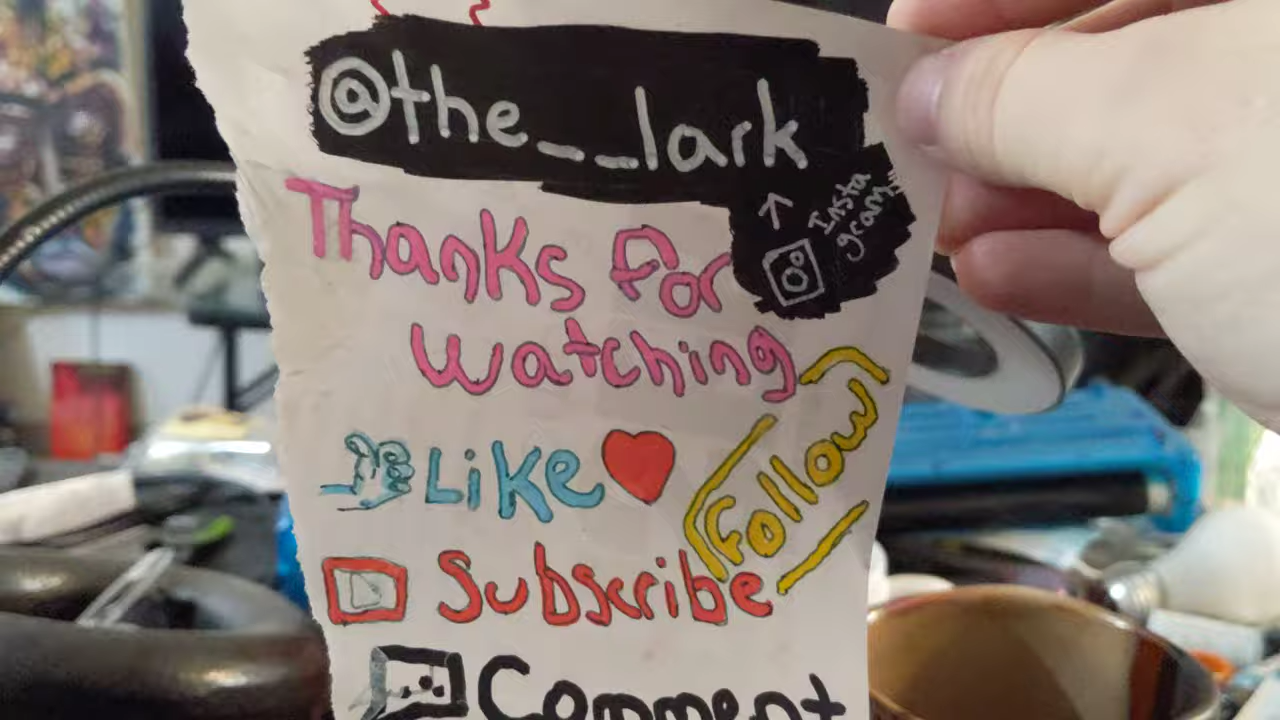 @the__lark
Insta
gram
Thanks for
watching
Like
Follow
Subscribe
Comment